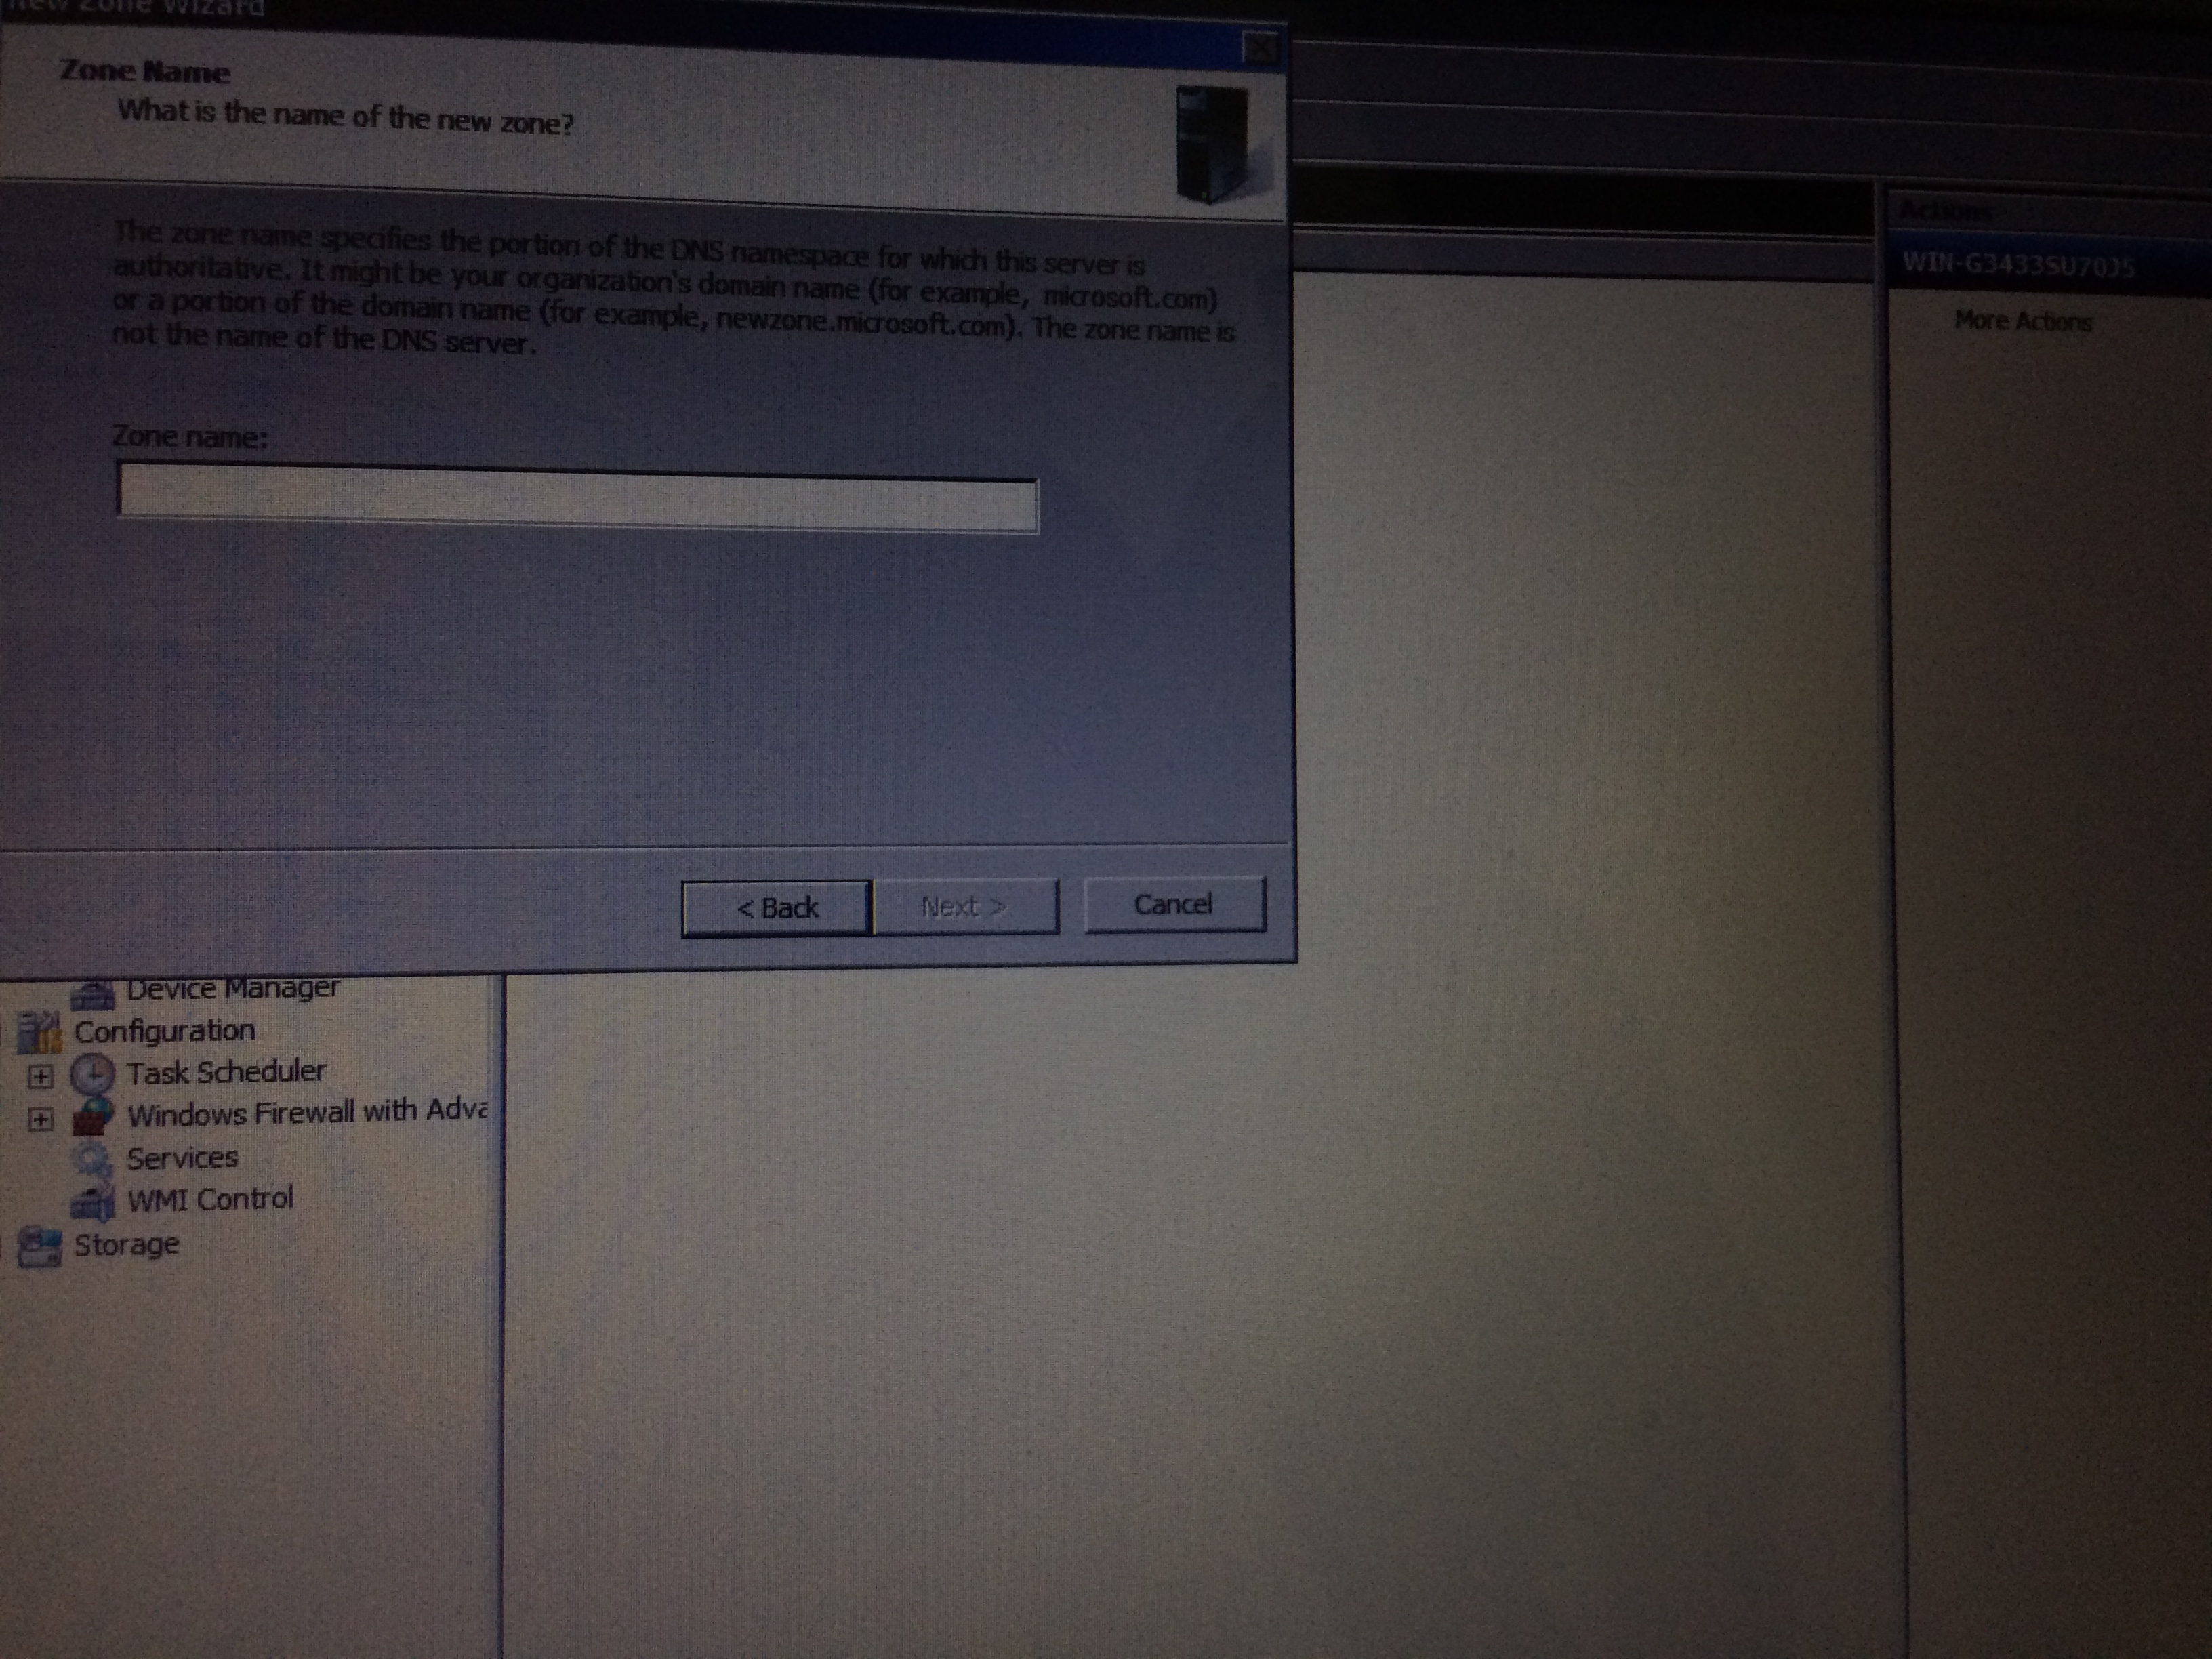 New Zone Wizard
Zone Name
What is the name of the new zone?
The zone name specifies the portion of the DNS namespace for which this server is
authoritative. It might be your organization's domain name (for example, microsoft.com)
or a portion of the domain name (for example, newzone.microsoft.com). The zone name is
not the name of the DNS server.
Zone name:
< Back
Next >
Cancel
Device Manager
Configuration
Task Scheduler
Windows Firewall with Adva
Services
WMI Control
Storage
Actions
WIN-G3433SU70J5
More Actions